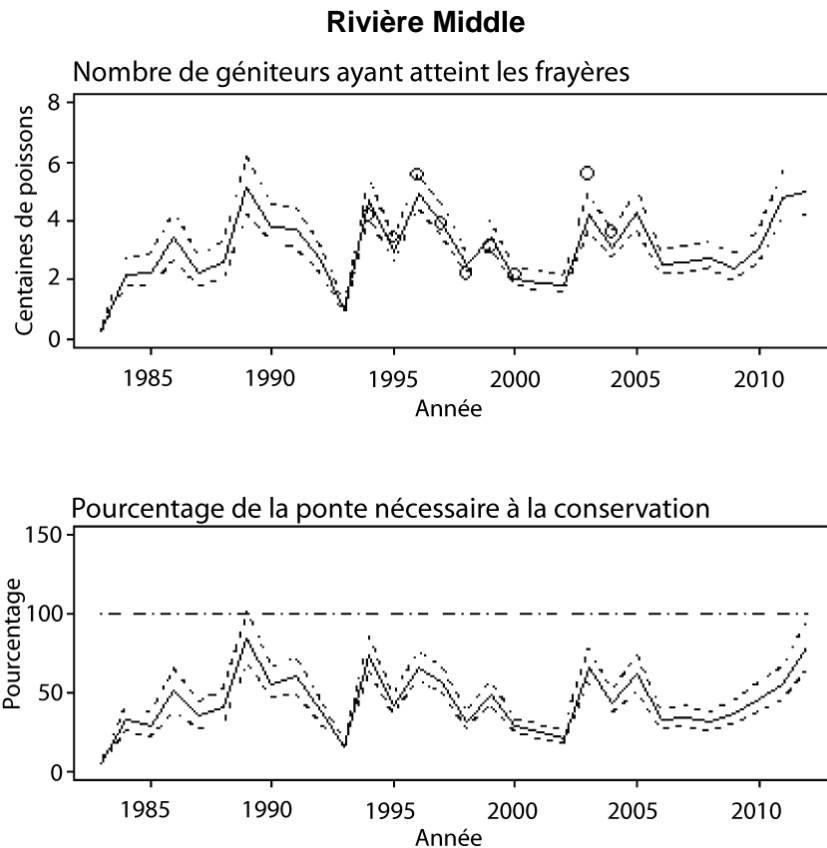 Rivière Middle
Nombre de géniteurs ayant atteint les frayères
Centaines de poissons
8
6
4
2
0
1985 1990 1995 2000 2005 2010
Année
Pourcentage de la ponte nécessaire à la conservation
Pourcentage
150
100
50
0
1985 1990 1995 2000 2005 2010
Année